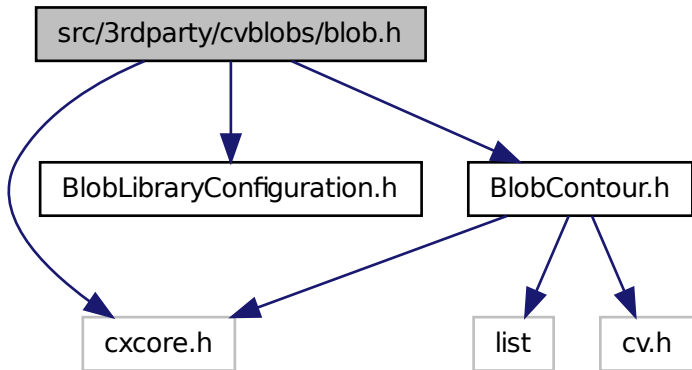 src/3rdparty/cvblobs/blob.h
BlobLibraryConfiguration.h
BlobContour.h
cxcore.h
list
cv.h